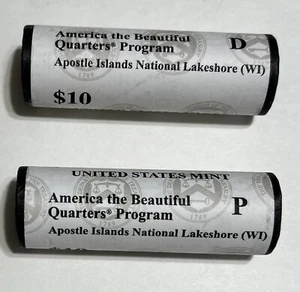 America the Beautiful
Quarters® Program
D
Apostle Islands National Lakeshore (WI)
$10
UNITED STATES MINT
America the Beautiful
Quarters® Program
P
Apostle Islands National Lakeshore (WI)